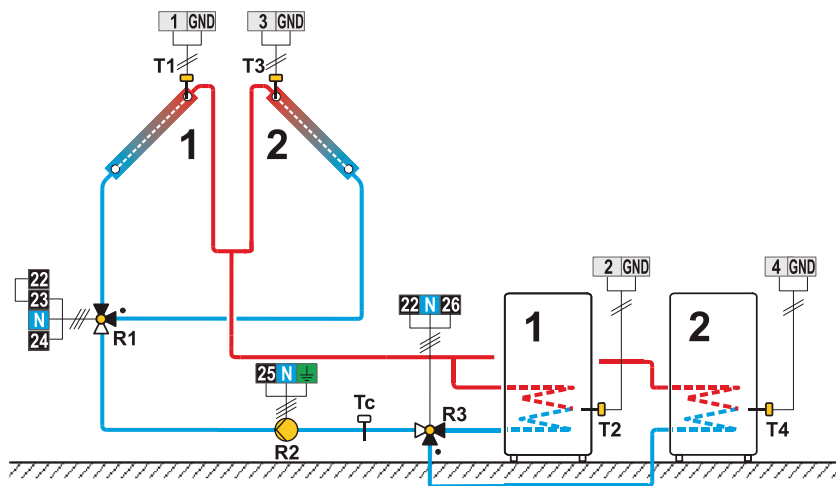 1 GND
3 GND
T1
T3
1
2
2 GND
4 GND
22
23
N
24
R1
22 N 26
1
2
25 N
Tc
R2
R3
T2
T4